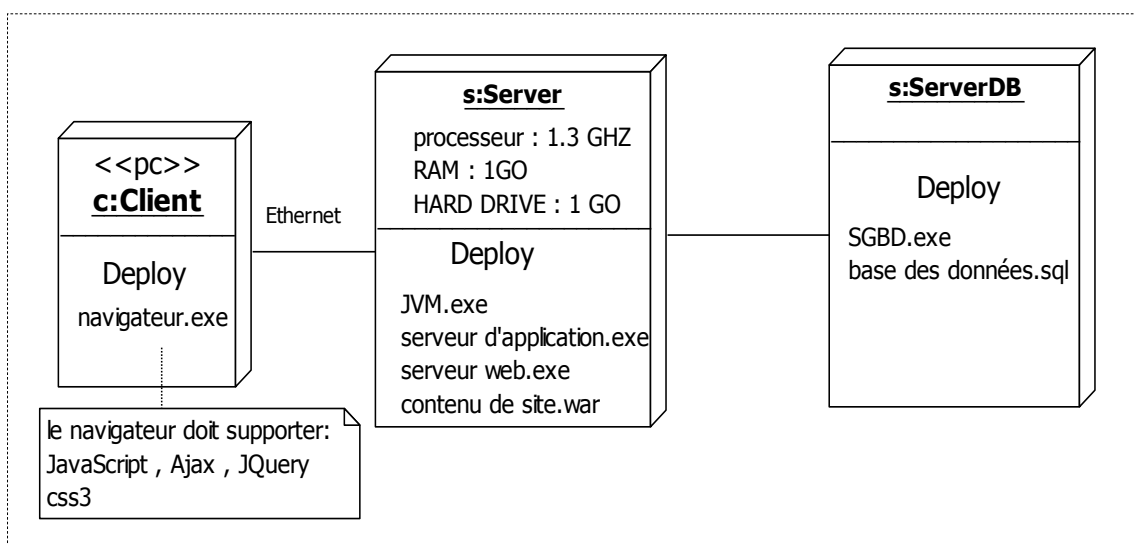 <<pc>>
c:Client
Deploy
navigateur.exe
le navigateur doit supporter:
JavaScript , Ajax , JQuery
css3
Ethernet
s:Server
processeur : 1.3 GHZ
RAM : 1GO
HARD DRIVE : 1 GO
Deploy
JVM.exe
serveur d'application.exe
serveur web.exe
contenu de site.war
s:ServerDB
Deploy
SGBD.exe
base des données.sql